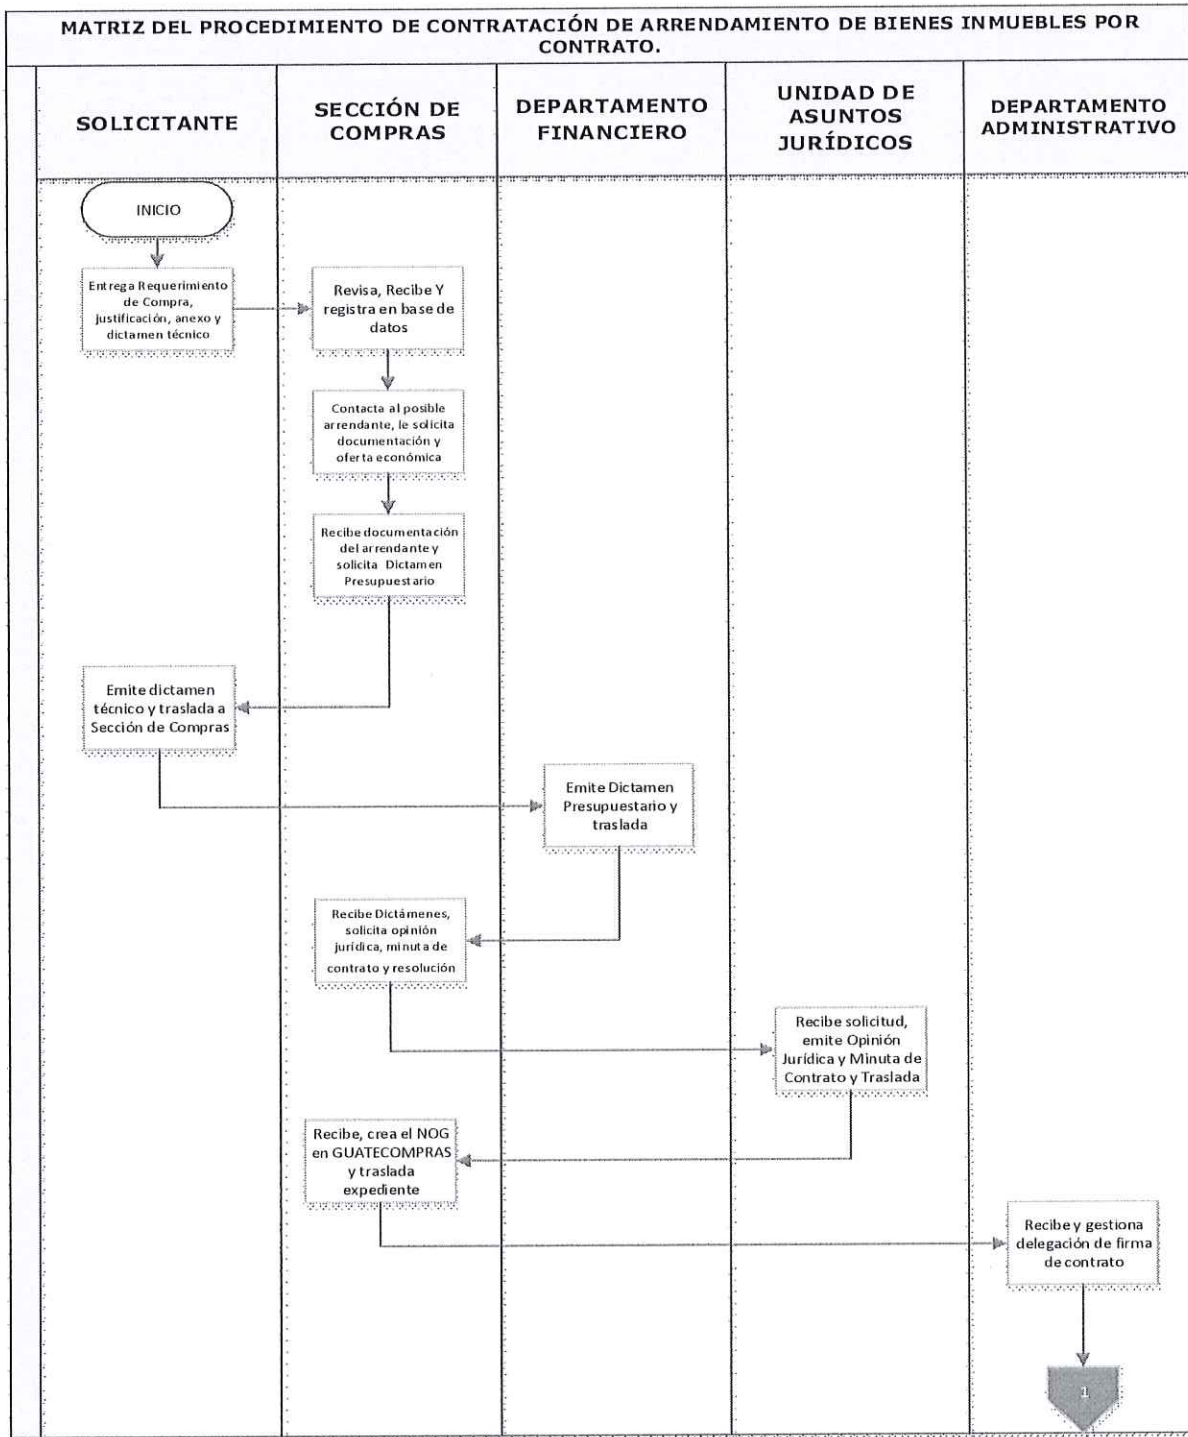 MATRIZ DEL PROCEDIMIENTO DE CONTRATACIÓN DE ARRENDAMIENTO DE BIENES INMUEBLES POR
CONTRATO.
SOLICITANTE
SECCIÓN DE
COMPRAS
DEPARTAMENTO
FINANCIERO
UNIDAD DE
ASUNTOS
JURÍDICOS
DEPARTAMENTO
ADMINISTRATIVO
INICIO
Entrega Requerimiento
de Compra,
justificación, anexo y
dictamen técnico
Revisa, Recibe Y
registra en base de
datos
Contacta al posible
arrendante, le solicita
documentación y
oferta económica
Recibe documentación
del arrendante y
solicita Dictamen
Presupuestario
Emite dictamen
técnico y traslada a
Sección de Compras
Emite Dictamen
Presupuestario y
traslada
Recibe Dictámenes,
solicita opinión
jurídica, minuta de
contrato y resolución
Recibe solicitud,
emite Opinión
Jurídica y Minuta de
Contrato y Traslada
Recibe, crea el NOG
en GUATECOMPRAS
y traslada
expediente
Recibe y gestiona
delegación de firma
de contrato
1